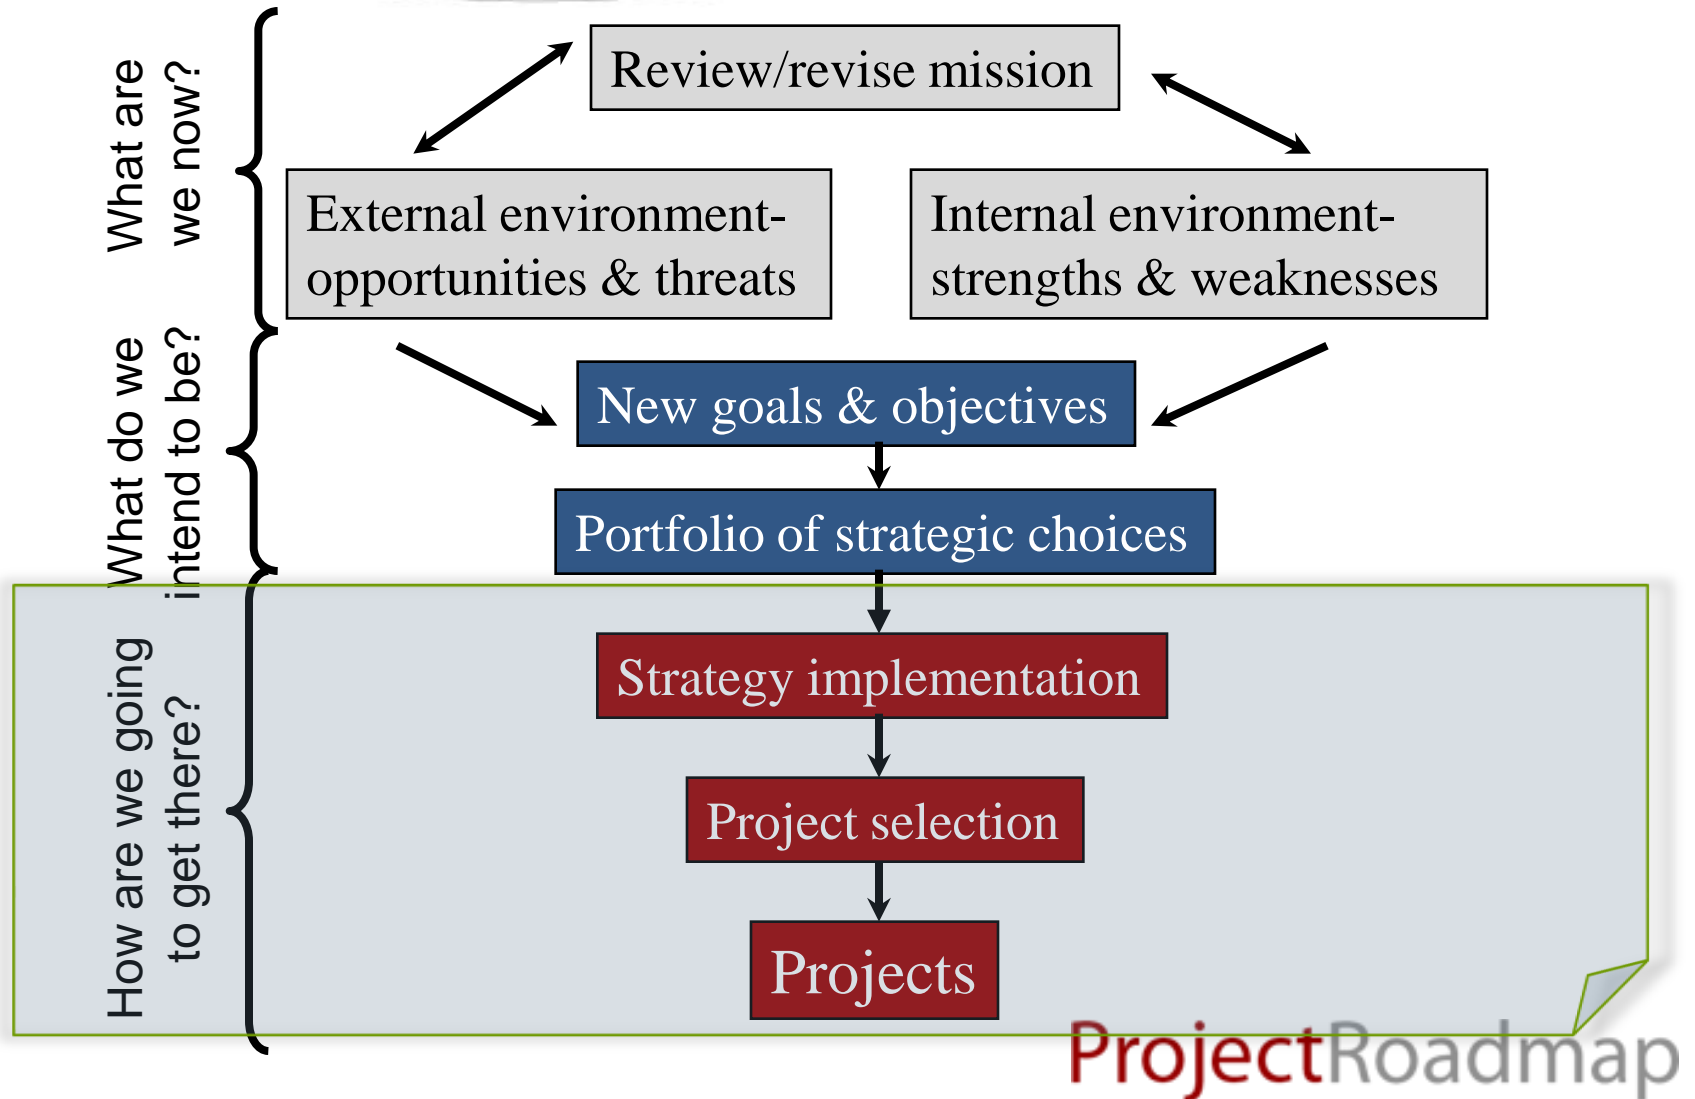 What are
we now?
Review/revise mission
External environment-
opportunities & threats
Internal environment-
strengths & weaknesses
What do we
intend to be?
New goals & objectives
Portfolio of strategic choices
How are we going
to get there?
Strategy implementation
Project selection
Projects
ProjectRoadmap